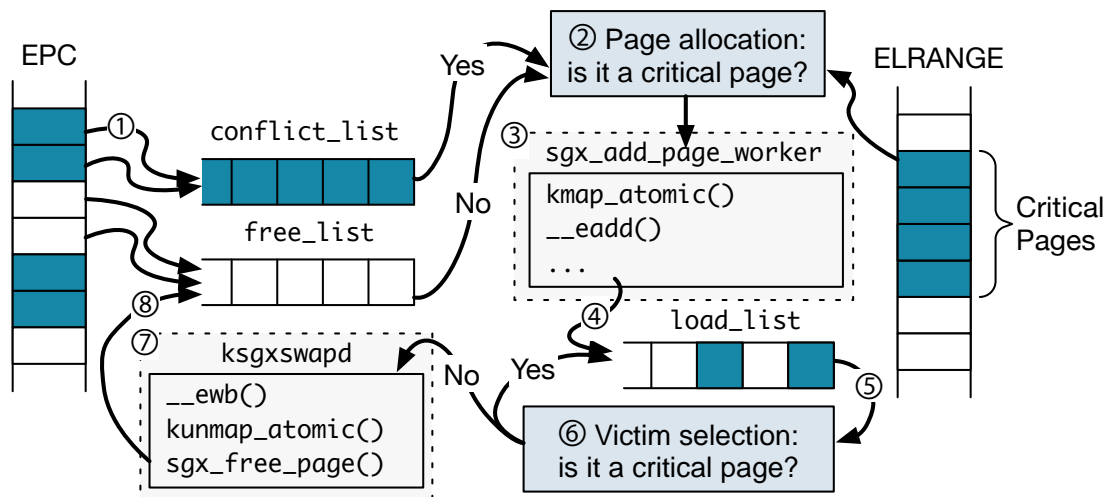 EPC
①
conflict_list
free_list
⑧
Yes
No
② Page allocation:
is it a critical page?
③
sgx_add_page_worker
kmap_atomic()
__eadd()
...
④
load_list
⑤
⑥ Victim selection:
is it a critical page?
Yes
No
⑦
ksgxswapd
__ewb()
kunmap_atomic()
sgx_free_page()
ELRANGE
Critical
Pages